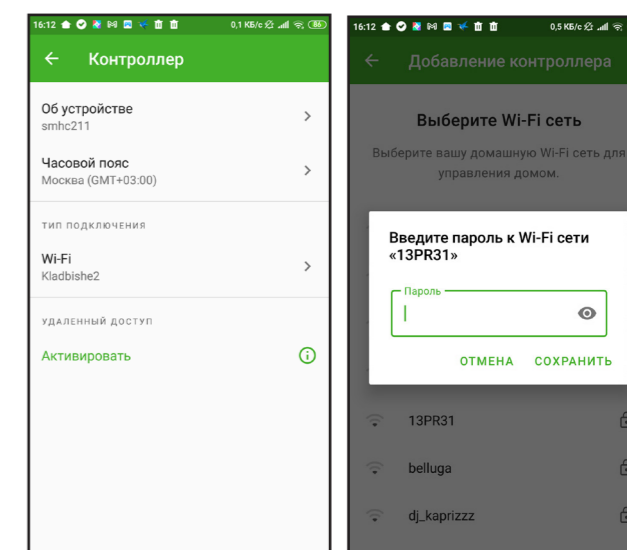 16:12 0,1 КБ/с 86
Контроллер
Об устройстве
smhc211
Часовой пояс
Москва (GMT+03:00)
ТИП ПОДКЛЮЧЕНИЯ
Wi-Fi
Kladbishe2
УДАЛЕННЫЙ ДОСТУП
Активировать
16:12 0,5 КБ/с
Добавление контроллера
Выберите Wi-Fi сеть
Выберите вашу домашнюю Wi-Fi сеть для
управления домом.
Введите пароль к Wi-Fi сети
«13PR31»
Пароль
ОТМЕНА СОХРАНИТЬ
13PR31
belluga
dj_kaprizzz